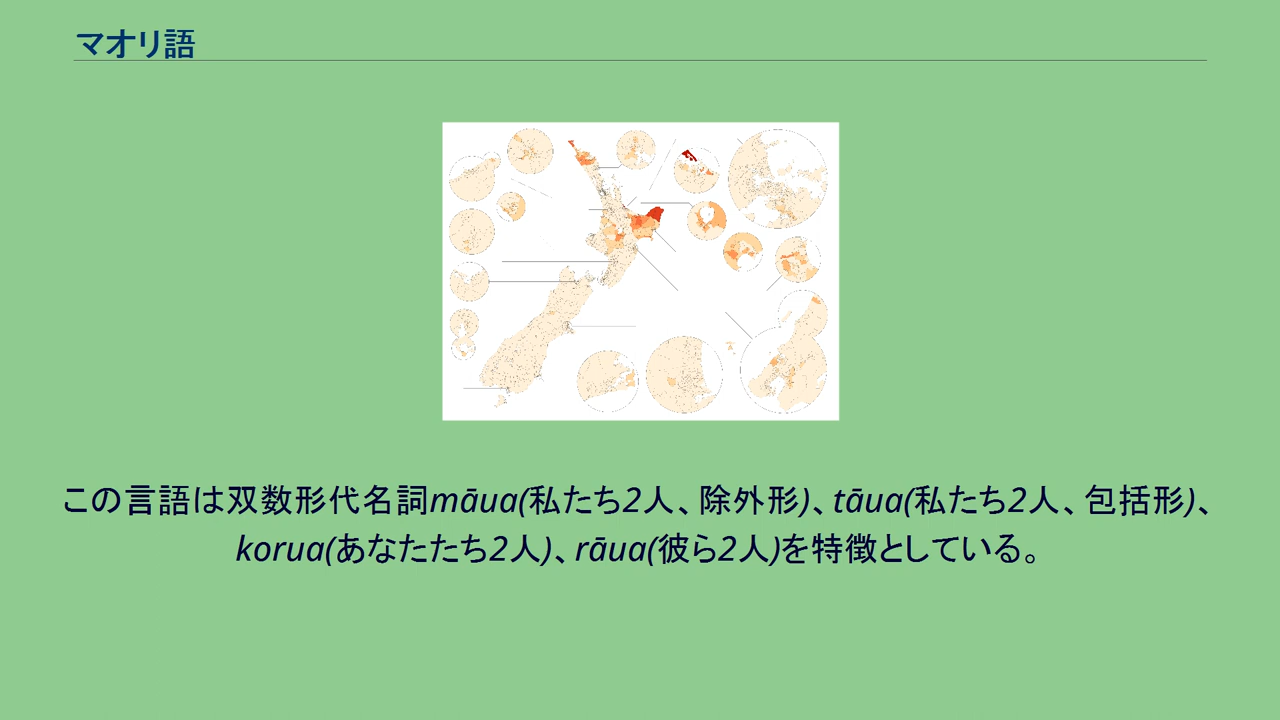 マオリ語
この言語は双数形代名詞māua(私たち2人、除外形)、tāua(私たち2人、包括形)、
korua(あなたたち2人)、rāua(彼ら2人)を特徴としている。